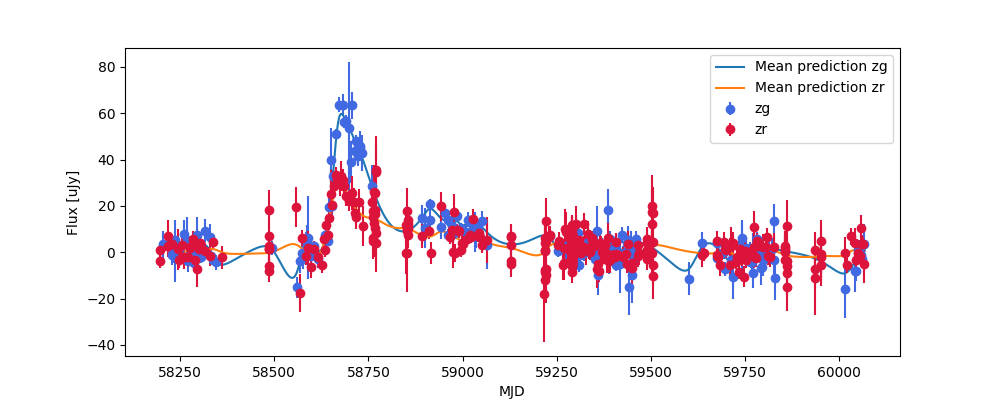 80
60
40
20
0
−20
−40
Flux [uJy]
58250
58500
58750
59000
59250
59500
59750
60000
MJD
Mean prediction zg
Mean prediction zr
zg
zr